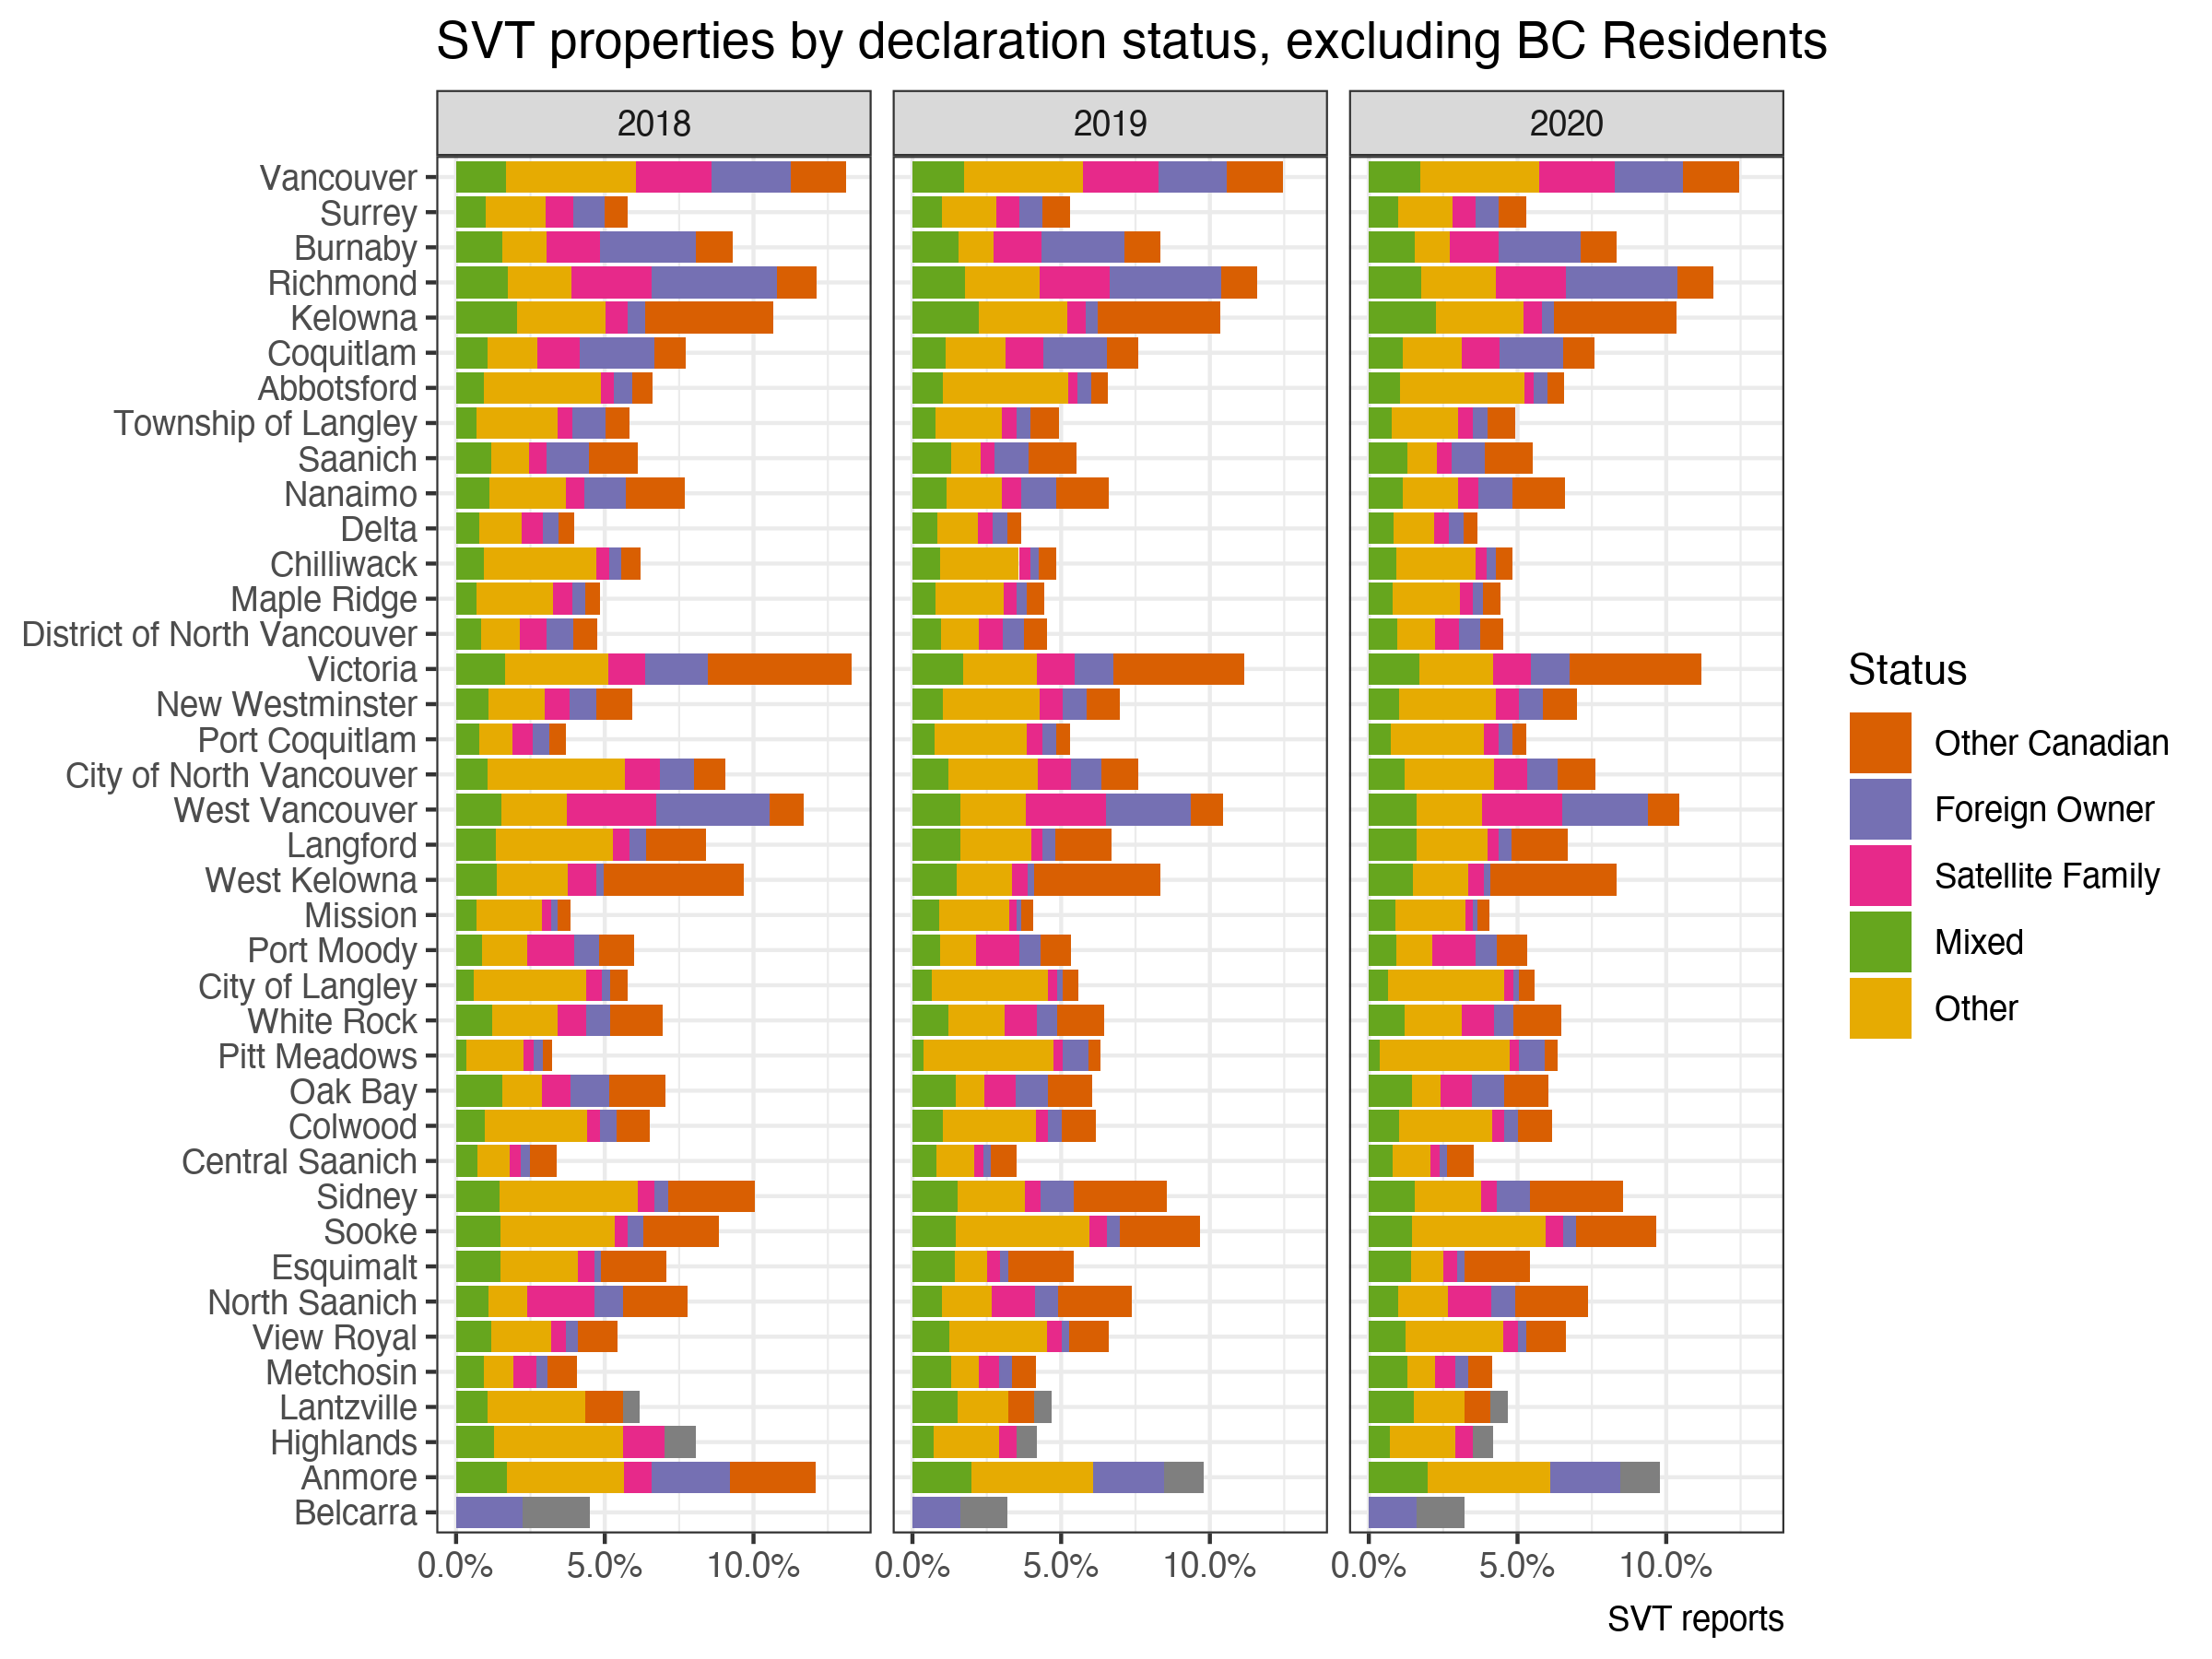 SVT properties by declaration status, excluding BC Residents
2018
2019
2020
Vancouver
Surrey
Burnaby
Richmond
Kelowna
Coquitlam
Abbotsford
Township of Langley
Saanich
Nanaimo
Delta
Chilliwack
Maple Ridge
District of North Vancouver
Victoria
New Westminster
Port Coquitlam
City of North Vancouver
West Vancouver
Langford
West Kelowna
Mission
Port Moody
City of Langley
White Rock
Pitt Meadows
Oak Bay
Colwood
Central Saanich
Sidney
Sooke
Esquimalt
North Saanich
View Royal
Metchosin
Lantzville
Highlands
Anmore
Belcarra
0.0% 5.0% 10.0%
0.0% 5.0% 10.0%
0.0% 5.0% 10.0%
SVT reports
Status
Other Canadian
Foreign Owner
Satellite Family
Mixed
Other